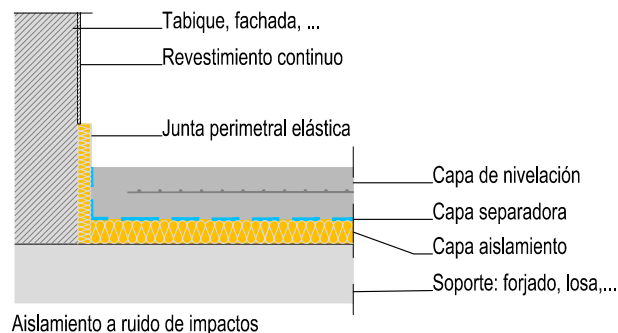 Tabique, fachada, ...
Revestimiento continuo
Junta perimetral elástica
Capa de nivelación
Capa separadora
Capa aislamiento
Soporte: forjado, losa,...
Aislamiento a ruido de impactos